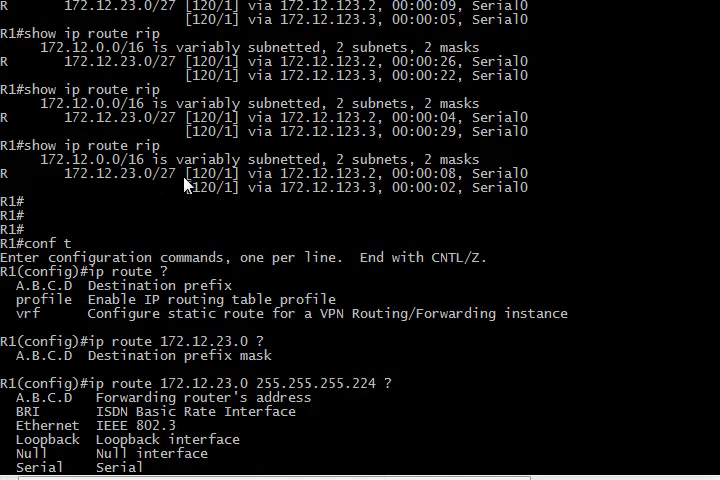 R       172.12.23.0/27 [120/1] via 172.12.123.2, 00:00:09, Serial0
                       [120/1] via 172.12.123.3, 00:00:05, Serial0
R1#show ip route rip
     172.12.0.0/16 is variably subnetted, 2 subnets, 2 masks
R       172.12.23.0/27 [120/1] via 172.12.123.2, 00:00:26, Serial0
                       [120/1] via 172.12.123.3, 00:00:22, Serial0
R1#show ip route rip
     172.12.0.0/16 is variably subnetted, 2 subnets, 2 masks
R       172.12.23.0/27 [120/1] via 172.12.123.2, 00:00:04, Serial0
                       [120/1] via 172.12.123.3, 00:00:29, Serial0
R1#show ip route rip
     172.12.0.0/16 is variably subnetted, 2 subnets, 2 masks
R       172.12.23.0/27 [120/1] via 172.12.123.2, 00:00:08, Serial0
                       [120/1] via 172.12.123.3, 00:00:02, Serial0
R1#
R1#
R1#
R1#conf t
Enter configuration commands, one per line.  End with CNTL/Z.
R1(config)#ip route ?
  A.B.C.D  Destination prefix
  profile  Enable IP routing table profile
  vrf      Configure static route for a VPN Routing/Forwarding instance
R1(config)#ip route 172.12.23.0 ?
  A.B.C.D  Destination prefix mask
R1(config)#ip route 172.12.23.0 255.255.255.224 ?
  A.B.C.D   Forwarding router's address
  BRI       ISDN Basic Rate Interface
  Ethernet  IEEE 802.3
  Loopback  Loopback interface
  Null      Null interface
  Serial    Serial